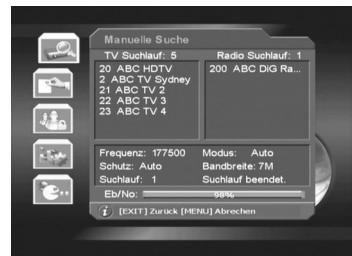 Manuelle Suche
TV Suchlauf: 5
Radio Suchlauf: 1
20 ABC HDTV
2 ABC TV Sydney
21 ABC TV 2
22 ABC TV 3
23 ABC TV 4
200 ABC DiG Ra...
Frequenz: 177500
Modus: Auto
Schutz: Auto
Bandbreite: 7M
Suchlauf: 1
Suchlauf beendet.
Eb/No:
98%
[EXIT] Zurück [MENU] Abrechen